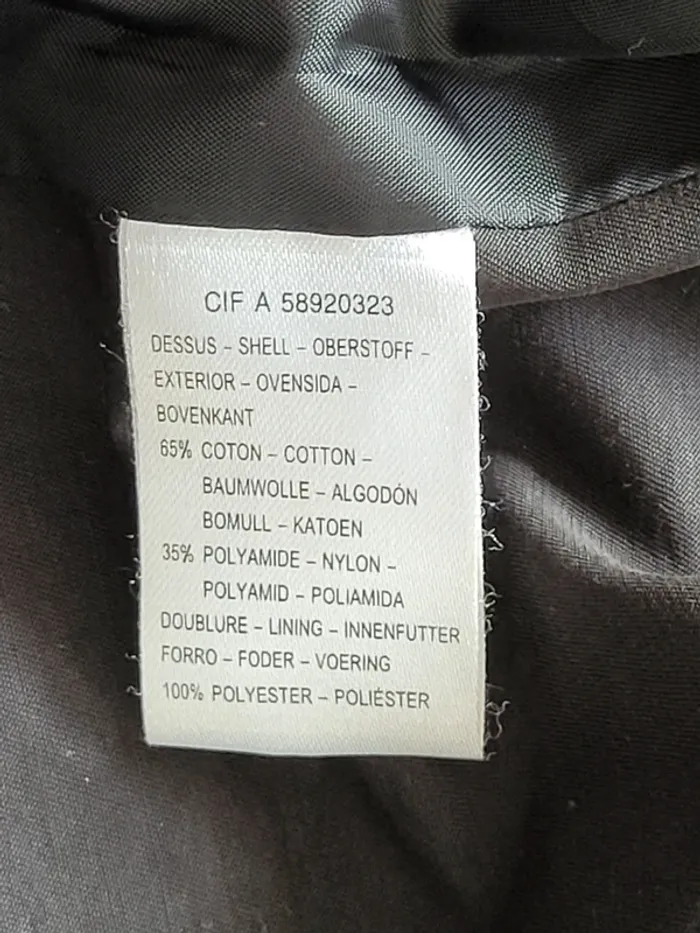 CIF A 58920323
DESSUS – SHELL – OBERSTOFF –
EXTERIOR – OVENSIDA –
BOVENKANT
65% COTON – COTTON –
BAUMWOLLE – ALGODÓN
BOMULL – KATOEN
35% POLYAMIDE – NYLON –
POLYAMID – POLIAMIDA
DOUBLURE – LINING – INNENFUTTER
FORRO – FODER – VOERING
100% POLYESTER – POLIÉSTER